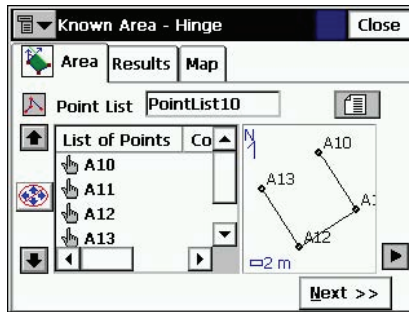 Known Area - Hinge Close
Area Results Map
Point List PointList10
List of Points Co
A10
A11
A12
A13
N
A10
A13
A12
2 m
Next >>